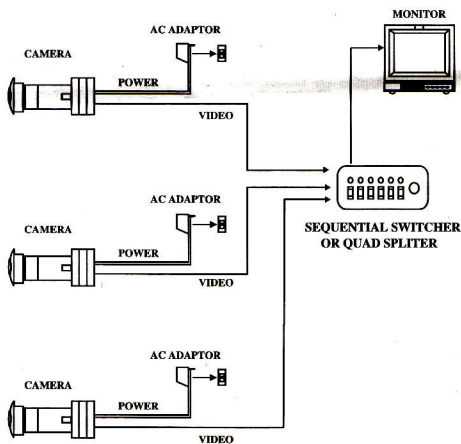 MONITOR
AC ADAPTOR
CAMERA
POWER
VIDEO
AC ADAPTOR
CAMERA
SEQUENTIAL SWITCHER
OR QUAD SPLITER
POWER
VIDEO
AC ADAPTOR
CAMERA
POWER
VIDEO